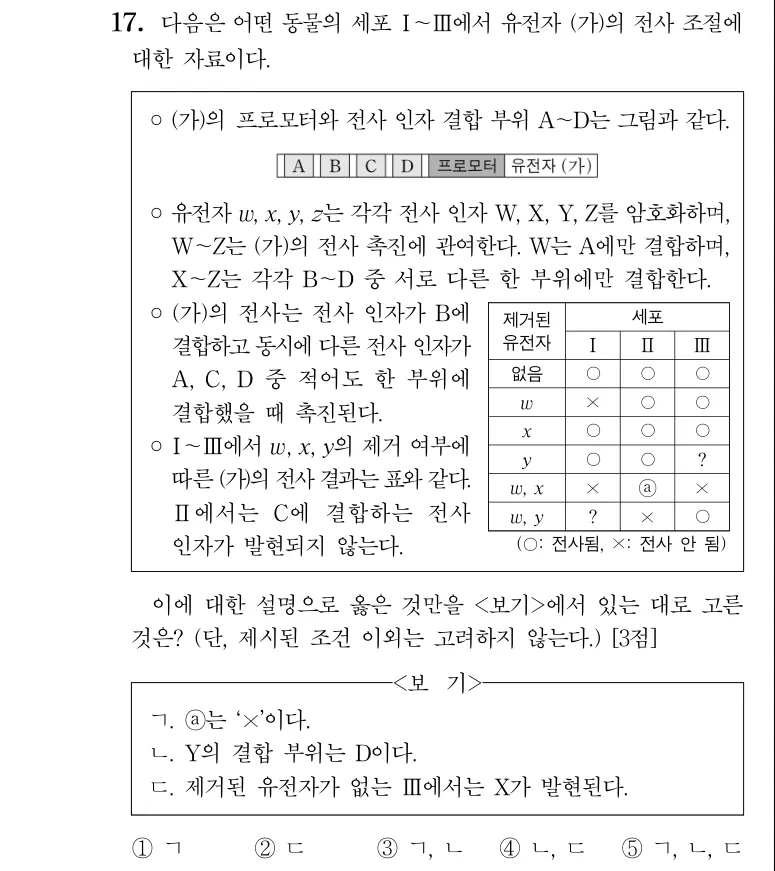 17. 다음은 어떤 동물의 세포 Ⅰ~Ⅲ에서 유전자 (가)의 전사 조절에
대한 자료이다.
○ (가)의 프로모터와 전사 인자 결합 부위 A~D는 그림과 같다.
A B C D 프로모터 유전자 (가)
○ 유전자 w, x, y, z는 각각 전사 인자 W, X, Y, Z를 암호화하며,
W~Z는 (가)의 전사 촉진에 관여한다. W는 A에만 결합하며,
X~Z는 각각 B~D 중 서로 다른 한 부위에만 결합한다.
○ (가)의 전사는 전사 인자가 B에
결합하고 동시에 다른 전사 인자가
A, C, D 중 적어도 한 부위에
결합했을 때 촉진된다.
○ Ⅰ~Ⅲ에서 w, x, y의 제거 여부에
따른 (가)의 전사 결과는 표와 같다.
Ⅱ에서는 C에 결합하는 전사
인자가 발현되지 않는다.
제거된 유전자 세포
Ⅰ Ⅱ Ⅲ
없음 ○ ○ ○
w × ○ ○
x ○ ○ ○
y ○ ○ ?
w, x × ⓐ ×
w, y ? × ○
(○: 전사됨, ×: 전사 안 됨)
이에 대한 설명으로 옳은 것만을 <보기>에서 있는 대로 고른
것은? (단, 제시된 조건 이외는 고려하지 않는다.) [3점]
<보 기>
ㄱ. ⓐ는 ‘×’이다.
ㄴ. Y의 결합 부위는 D이다.
ㄷ. 제거된 유전자가 없는 Ⅲ에서는 X가 발현된다.
① ㄱ ② ㄷ ③ ㄱ, ㄴ ④ ㄴ, ㄷ ⑤ ㄱ, ㄴ, ㄷ